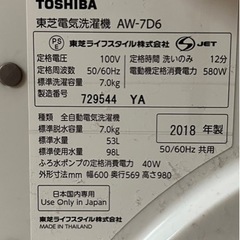 TOSHIBA
東芝電気洗濯機 AW-7D6
PS E 東芝ライフスタイル株式会社 S JET
定格電圧 100V 定格時間 洗いのみ 12分
定格周波数 50/60Hz 電動機定格消費電力 580W
製造番号 7.0kg
729544 YA
種類 全自動電気洗濯機
標準脱水容量 7.0kg 2018 年製
標準水量 53L
標準使用水量 98L 50/60Hz 共用
ふろ水ポンプの定格消費電力 40W
外形寸法mm 幅600 奥行569 高さ980
日本国内専用
Use Only in Japan
東芝ライフスタイル株式会社
MADE IN THAILAND